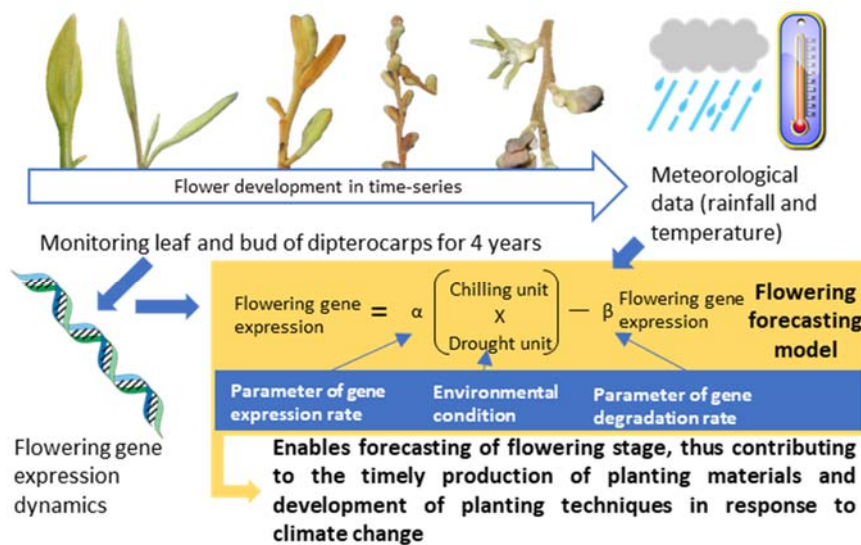 Flower development in time-series
Meteorological
data (rainfall and
temperature)
Monitoring leaf and bud of dipterocarps for 4 years
Flowering gene
expression
=
α
Chilling unit
X
Drought unit
—
β
Flowering gene
expression
Flowering
forecasting
model
Parameter of gene
expression rate
Environmental
condition
Parameter of gene
degradation rate
Flowering gene
expression
dynamics
Enables forecasting of flowering stage, thus contributing
to the timely production of planting materials and
development of planting techniques in response to
climate change